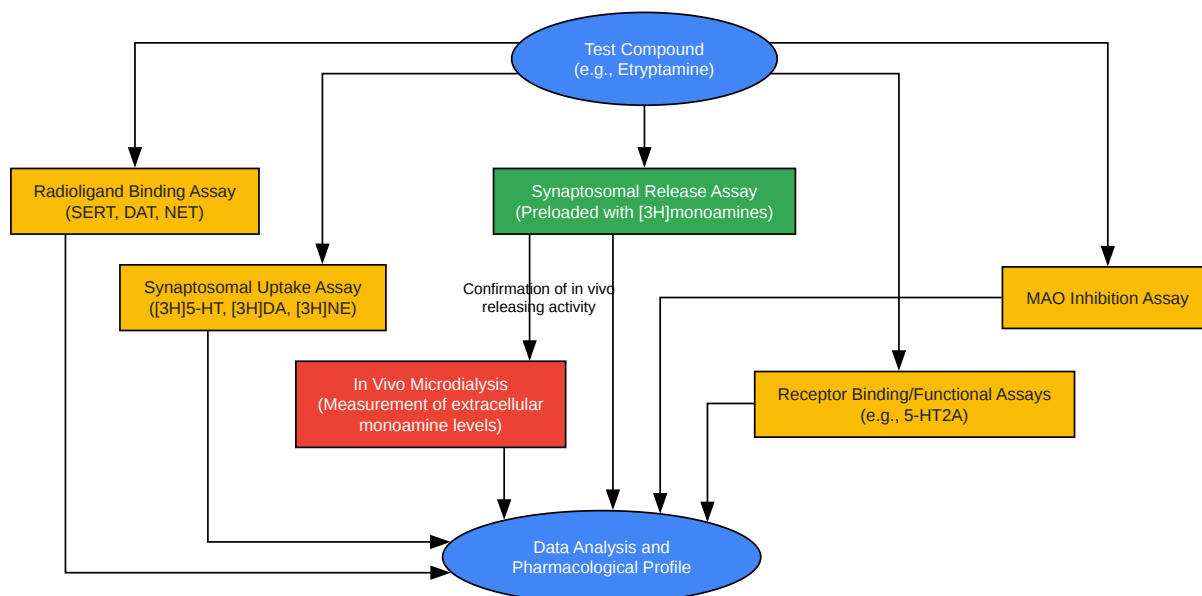 Test Compound
(e.g., Etryptamine)
Radioligand Binding Assay
(SERT, DAT, NET)
Synaptosomal Release Assay
(Preloaded with [3H]monoamines)
Synaptosomal Uptake Assay
([3H]5-HT, [3H]DA, [3H]NE)
Confirmation of in vivo
releasing activity
MAO Inhibition Assay
In Vivo Microdialysis
(Measurement of extracellular
monoamine levels)
Receptor Binding/Functional Assays
(e.g., 5-HT2A)
Data Analysis and
Pharmacological Profile